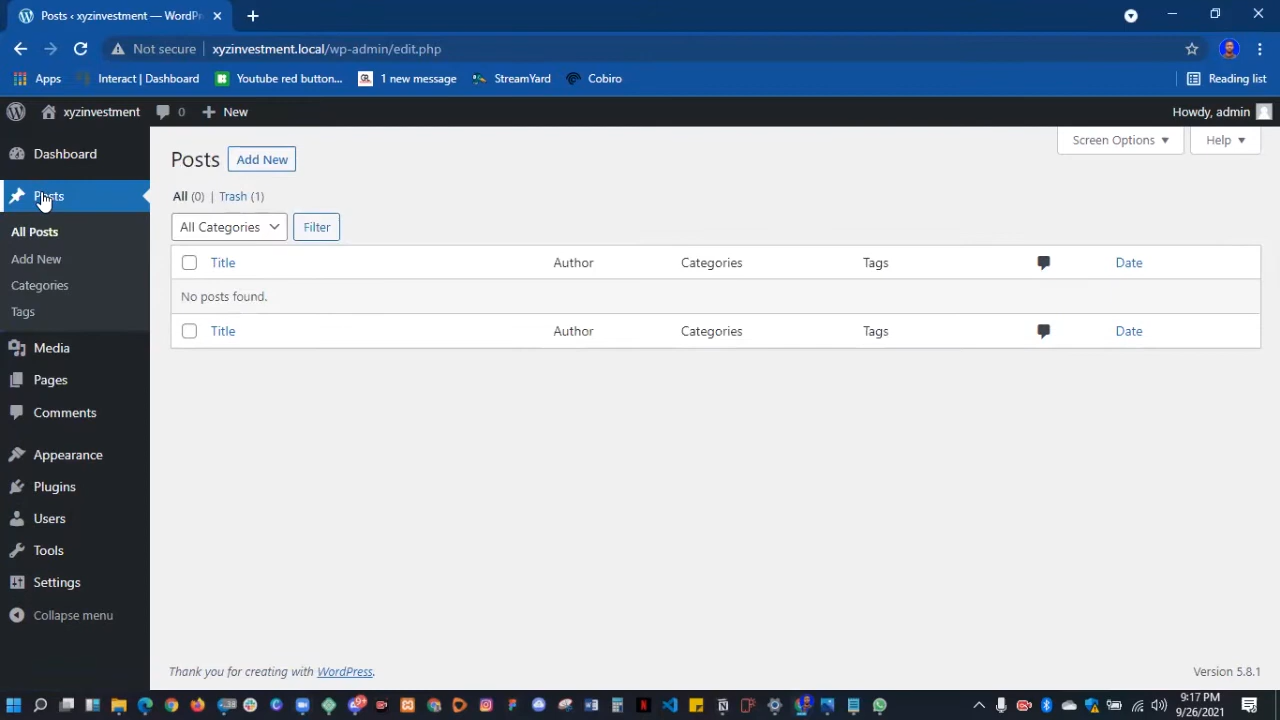 Posts ‹ xyzinvestment — WordPr
Not secure xyzinvestment.local/wp-admin/edit.php
Apps Interact | Dashboard Youtube red button... 1 new message StreamYard Cobiro Reading list
xyzinvestment 0 New Howdy, admin
Dashboard
Posts
All Posts
Add New
Categories
Tags
Media
Pages
Comments
Appearance
Plugins
Users
Tools
Settings
Collapse menu
Screen Options Help
Posts Add New
All (0) | Trash (1)
All Categories Filter
Title Author Categories Tags Date
No posts found.
Title Author Categories Tags Date
Thank you for creating with WordPress. Version 5.8.1
9:17 PM
9/26/2021